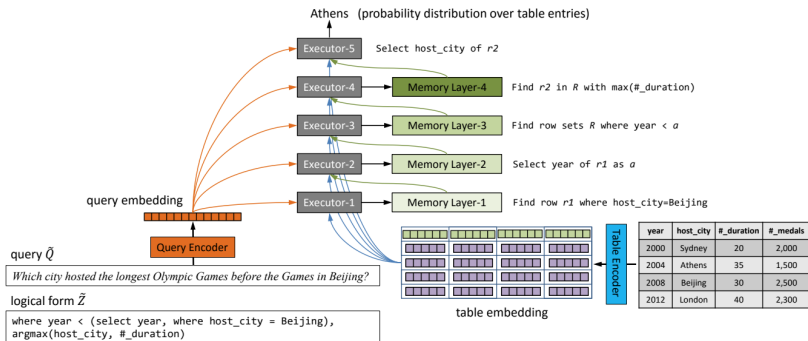 Athens (probability distribution over table entries)
Executor-5 Select host_city of r2
Executor-4 Memory Layer-4 Find r2 in R with max(#_duration)
Executor-3 Memory Layer-3 Find row sets R where year < a
Executor-2 Memory Layer-2 Select year of r1 as a
Executor-1 Memory Layer-1 Find row r1 where host_city=Beijing
query embedding
Query Encoder
query Q̃
Which city hosted the longest Olympic Games before the Games in Beijing?
logical form Z̃
where year < (select year, where host_city = Beijing),
argmax(host_city, #_duration)
table embedding
Table Encoder
year host_city #_duration #_medals
2000 Sydney 20 2,000
2004 Athens 35 1,500
2008 Beijing 30 2,500
2012 London 40 2,300